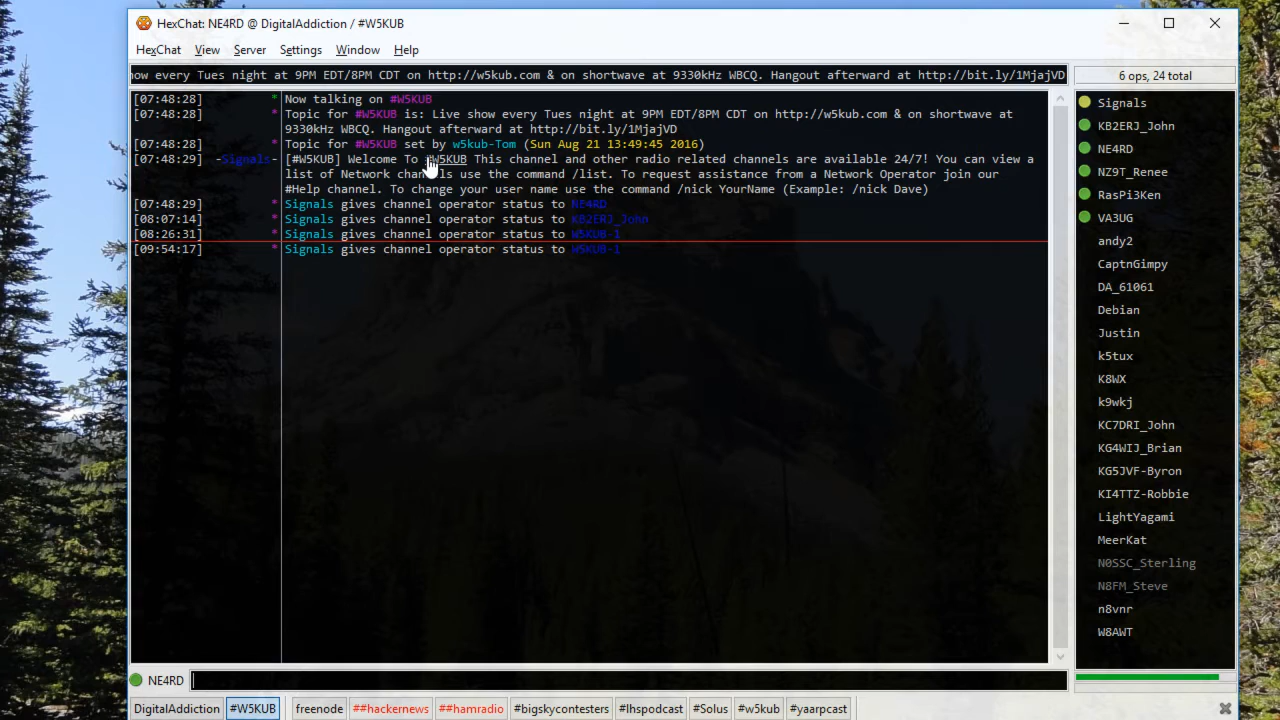 HexChat: NE4RD @ DigitalAddiction / #W5KUB
HexChat View Server Settings Window Help
now every Tues night at 9PM EDT/8PM CDT on http://w5kub.com & on shortwave at 9330kHz WBCQ. Hangout afterward at http://bit.ly/1MjajVD
6 ops, 24 total
[07:48:28] * Now talking on #W5KUB
[07:48:28] * Topic for #W5KUB is: Live show every Tues night at 9PM EDT/8PM CDT on http://w5kub.com & on shortwave at
9330kHz WBCQ. Hangout afterward at http://bit.ly/1MjajVD
[07:48:28] * Topic for #W5KUB set by w5kub-Tom (Sun Aug 21 13:49:45 2016)
[07:48:29] -Signals- [#W5KUB] Welcome To #W5KUB This channel and other radio related channels are available 24/7! You can view a
list of Network channels use the command /list. To request assistance from a Network Operator join our
#Help channel. To change your user name use the command /nick YourName (Example: /nick Dave)
[07:48:29] * Signals gives channel operator status to NE4RD
[08:07:14] * Signals gives channel operator status to KB2ERJ_John
[08:26:31] * Signals gives channel operator status to W5KUB-1
[09:54:17] * Signals gives channel operator status to W5KUB-1
Signals
KB2ERJ_John
NE4RD
NZ9T_Renee
RasPi3Ken
VA3UG
andy2
CaptnGimpy
DA_61061
Debian
Justin
k5tux
K8WX
k9wkj
KC7DRI_John
KG4WIJ_Brian
KG5JVF-Byron
KI4TTZ-Robbie
LightYagami
MeerKat
N0SSC_Sterling
N8FM_Steve
n8vnr
W8AWT
NE4RD
DigitalAddiction #W5KUB freenode ##hackernews ##hamradio #bigskycontesters #lhspodcast #Solus #w5kub #yaarpcast